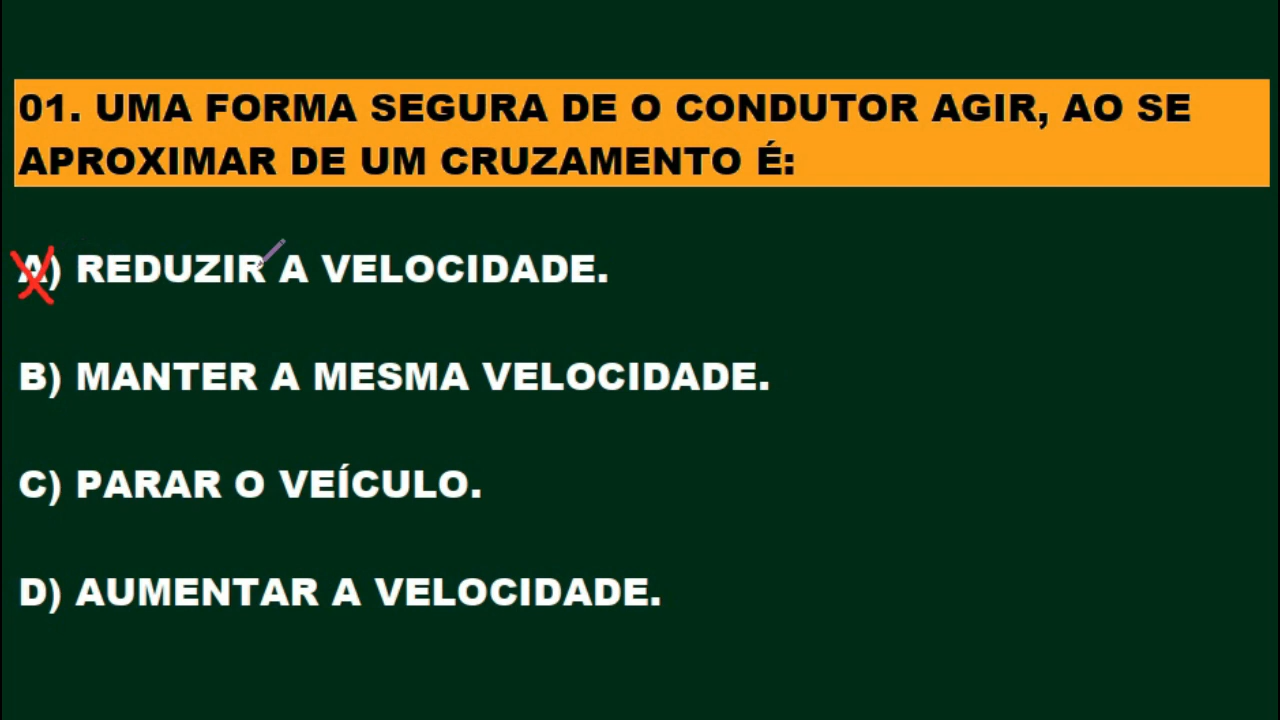 01. UMA FORMA SEGURA DE O CONDUTOR AGIR, AO SE
APROXIMAR DE UM CRUZAMENTO É:
A) REDUZIR A VELOCIDADE.
B) MANTER A MESMA VELOCIDADE.
C) PARAR O VEÍCULO.
D) AUMENTAR A VELOCIDADE.